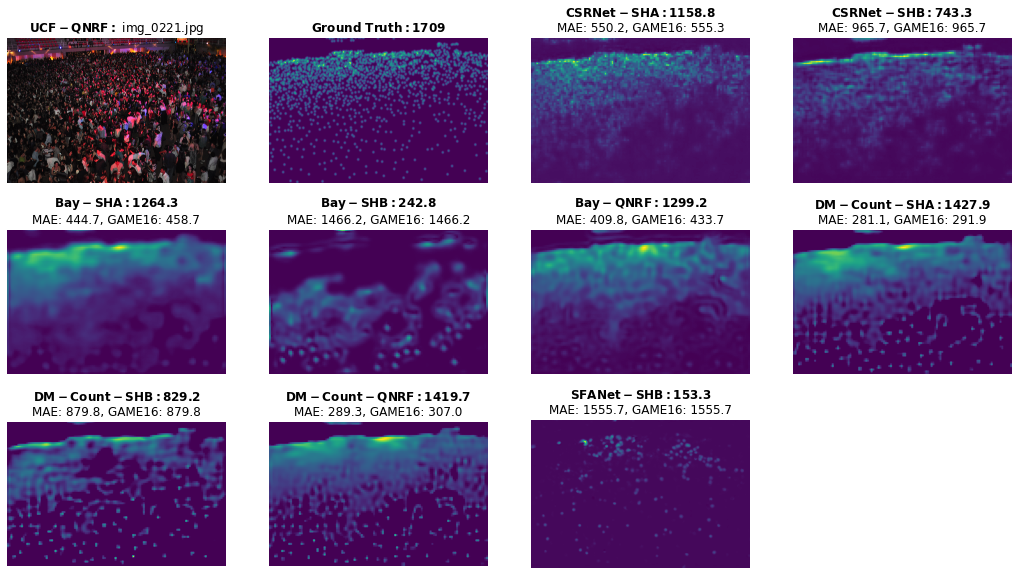 UCF − QNRF : img_0221.jpg
Ground Truth : 1709
CSRNet − SHA : 1158.8
MAE: 550.2, GAME16: 555.3
CSRNet − SHB : 743.3
MAE: 965.7, GAME16: 965.7
Bay − SHA : 1264.3
MAE: 444.7, GAME16: 458.7
Bay − SHB : 242.8
MAE: 1466.2, GAME16: 1466.2
Bay − QNRF : 1299.2
MAE: 409.8, GAME16: 433.7
DM − Count − SHA : 1427.9
MAE: 281.1, GAME16: 291.9
DM − Count − SHB : 829.2
MAE: 879.8, GAME16: 879.8
DM − Count − QNRF : 1419.7
MAE: 289.3, GAME16: 307.0
SFANet − SHB : 153.3
MAE: 1555.7, GAME16: 1555.7